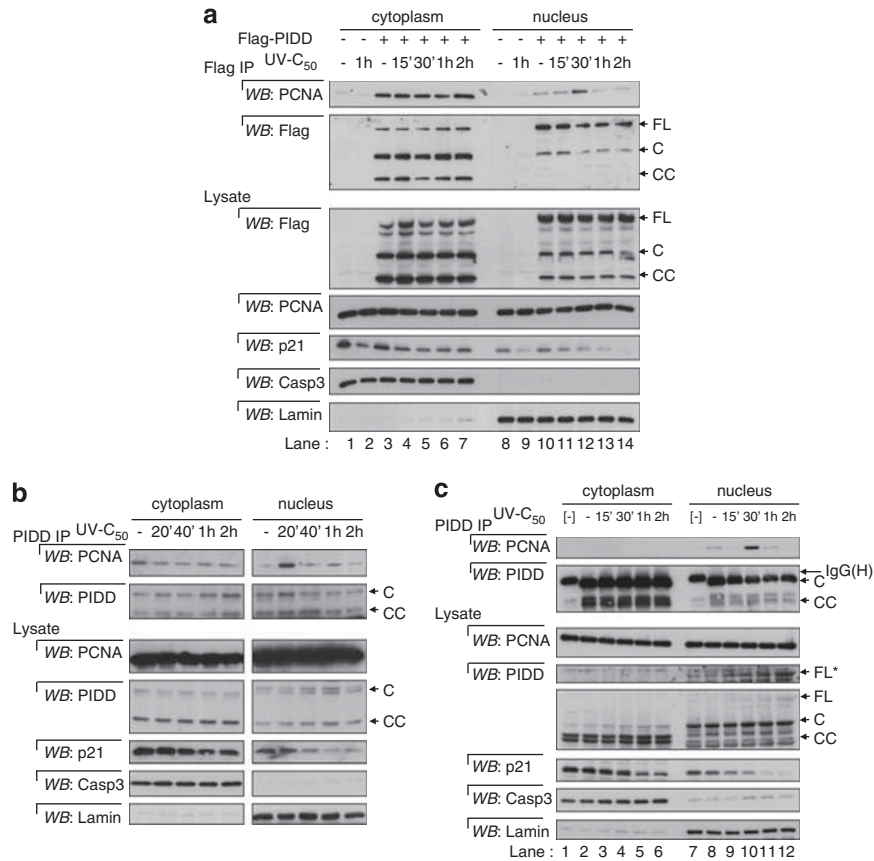 a
cytoplasm nucleus
Flag-PIDD - - + + + + + - - + + + + +
Flag IP UV-C50 - 1h - 15' 30' 1h 2h - 1h - 15' 30' 1h 2h
WB: PCNA
WB: Flag
FL
C
CC
Lysate
WB: Flag
FL
C
CC
WB: PCNA
WB: p21
WB: Casp3
WB: Lamin
Lane : 1 2 3 4 5 6 7 8 9 10 11 12 13 14
b
cytoplasm nucleus
PIDD IP UV-C50 - 20' 40' 1h 2h - 20' 40' 1h 2h
WB: PCNA
WB: PIDD
C
CC
Lysate
WB: PCNA
WB: PIDD
C
CC
WB: p21
WB: Casp3
WB: Lamin
c
cytoplasm nucleus
PIDD IP UV-C50 [-] - 15' 30' 1h 2h [-] - 15' 30' 1h 2h
WB: PCNA
WB: PIDD
IgG(H)
C
CC
Lysate
WB: PCNA
WB: PIDD
FL*
FL
C
CC
WB: p21
WB: Casp3
WB: Lamin
Lane : 1 2 3 4 5 6 7 8 9 10 11 12